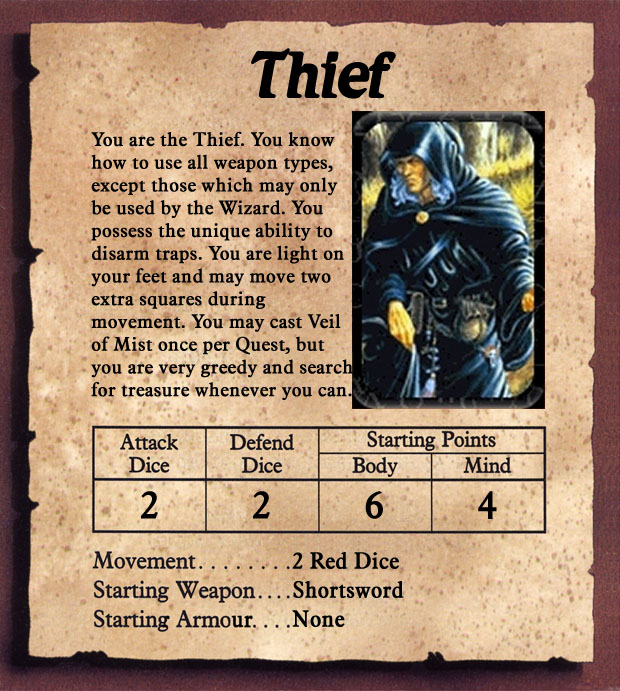 Thief
You are the Thief. You know
how to use all weapon types,
except those which may only
be used by the Wizard. You
possess the unique ability to
disarm traps. You are light on
your feet and may move two
extra squares during
movement. You may cast Veil
of Mist once per Quest, but
you are very greedy and search
for treasure whenever you can.
Attack Dice
Defend Dice
Starting Points
Body
Mind
2 2 6 4
Movement........2 Red Dice
Starting Weapon....Shortsword
Starting Armour....None